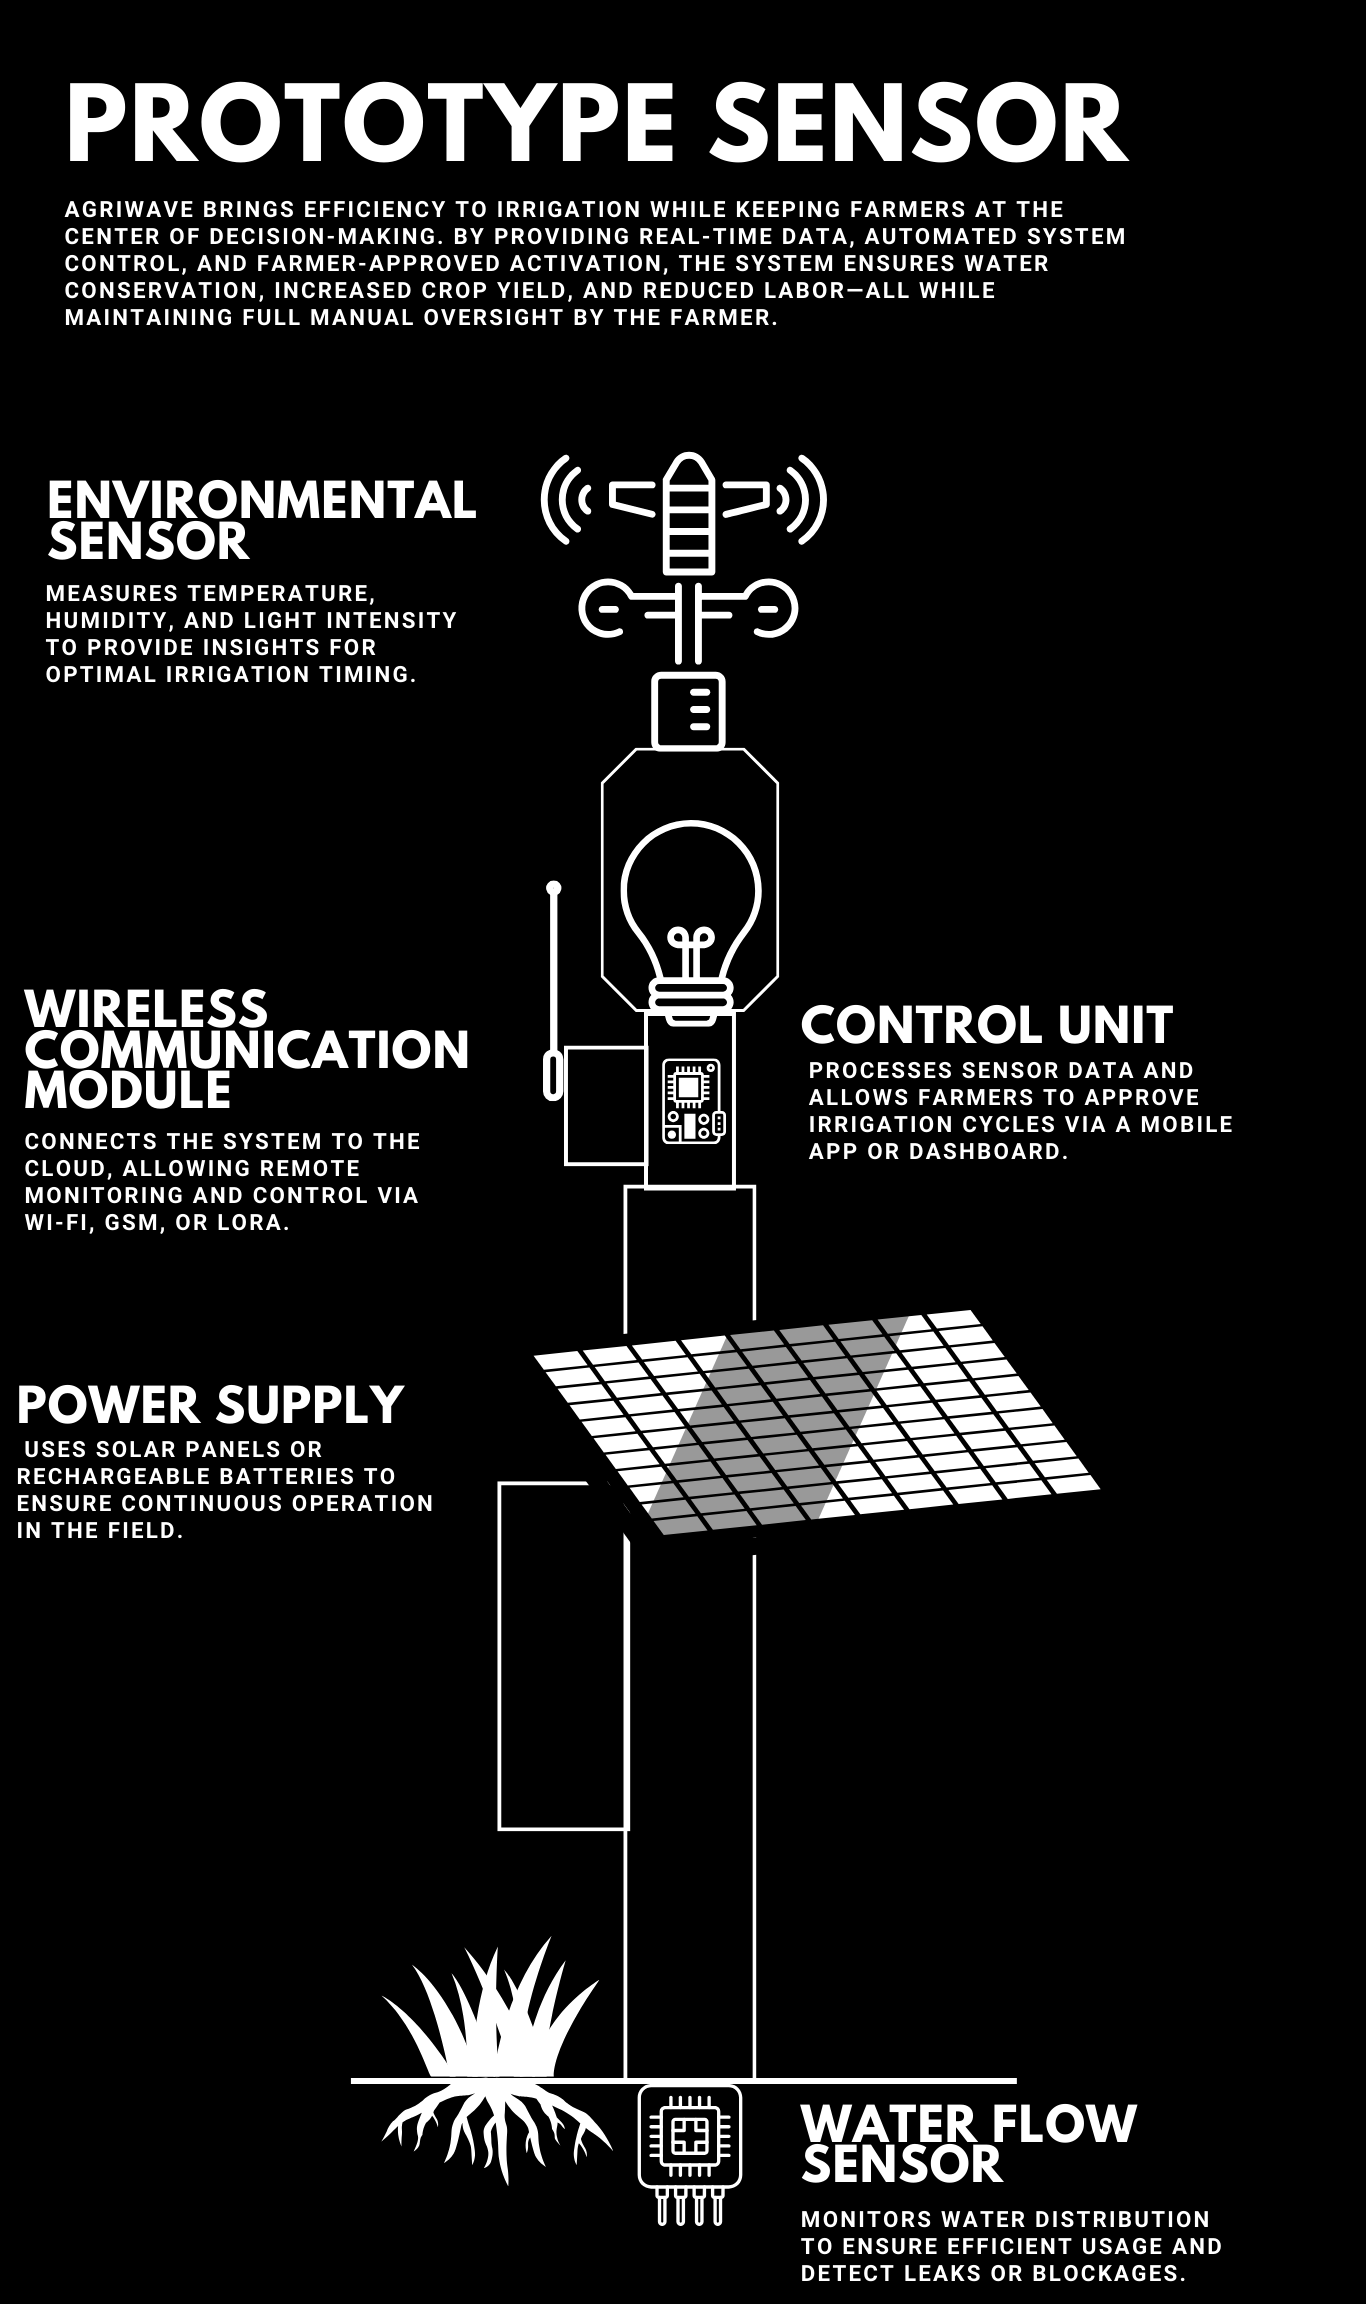 PROTOTYPE SENSOR
AGRIWAVE BRINGS EFFICIENCY TO IRRIGATION WHILE KEEPING FARMERS AT THE
CENTER OF DECISION-MAKING. BY PROVIDING REAL-TIME DATA, AUTOMATED SYSTEM
CONTROL, AND FARMER-APPROVED ACTIVATION, THE SYSTEM ENSURES WATER
CONSERVATION, INCREASED CROP YIELD, AND REDUCED LABOR—ALL WHILE
MAINTAINING FULL MANUAL OVERSIGHT BY THE FARMER.
ENVIRONMENTAL
SENSOR
MEASURES TEMPERATURE,
HUMIDITY, AND LIGHT INTENSITY
TO PROVIDE INSIGHTS FOR
OPTIMAL IRRIGATION TIMING.
WIRELESS
COMMUNICATION
MODULE
CONNECTS THE SYSTEM TO THE
CLOUD, ALLOWING REMOTE
MONITORING AND CONTROL VIA
WI-FI, GSM, OR LORA.
CONTROL UNIT
PROCESSES SENSOR DATA AND
ALLOWS FARMERS TO APPROVE
IRRIGATION CYCLES VIA A MOBILE
APP OR DASHBOARD.
POWER SUPPLY
USES SOLAR PANELS OR
RECHARGEABLE BATTERIES TO
ENSURE CONTINUOUS OPERATION
IN THE FIELD.
WATER FLOW
SENSOR
MONITORS WATER DISTRIBUTION
TO ENSURE EFFICIENT USAGE AND
DETECT LEAKS OR BLOCKAGES.